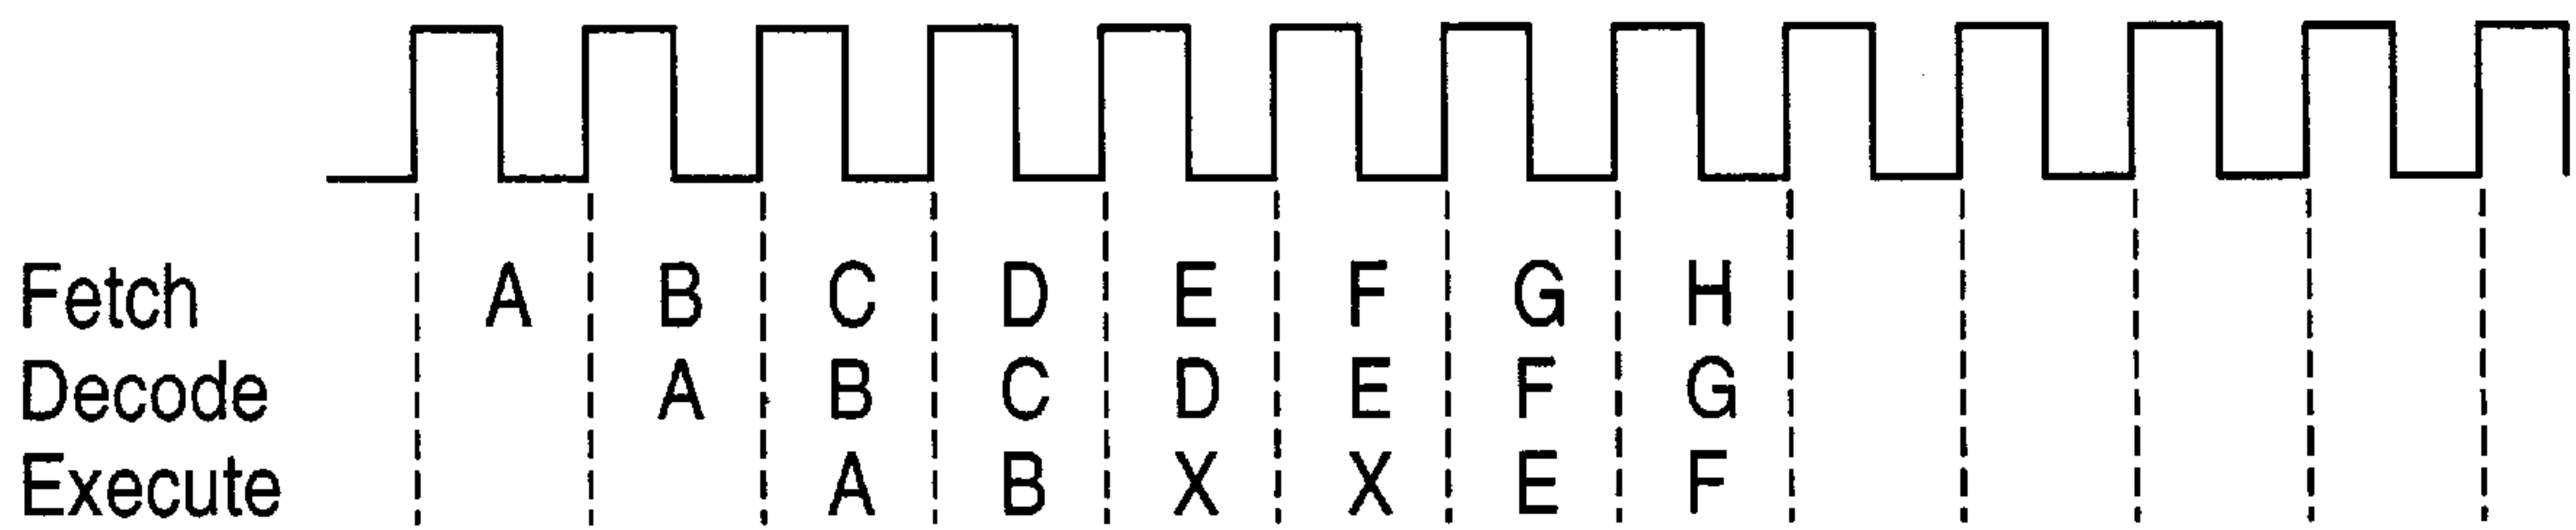 Fetch A B C D E F G H
Decode A B C D E F G
Execute A B X X E F